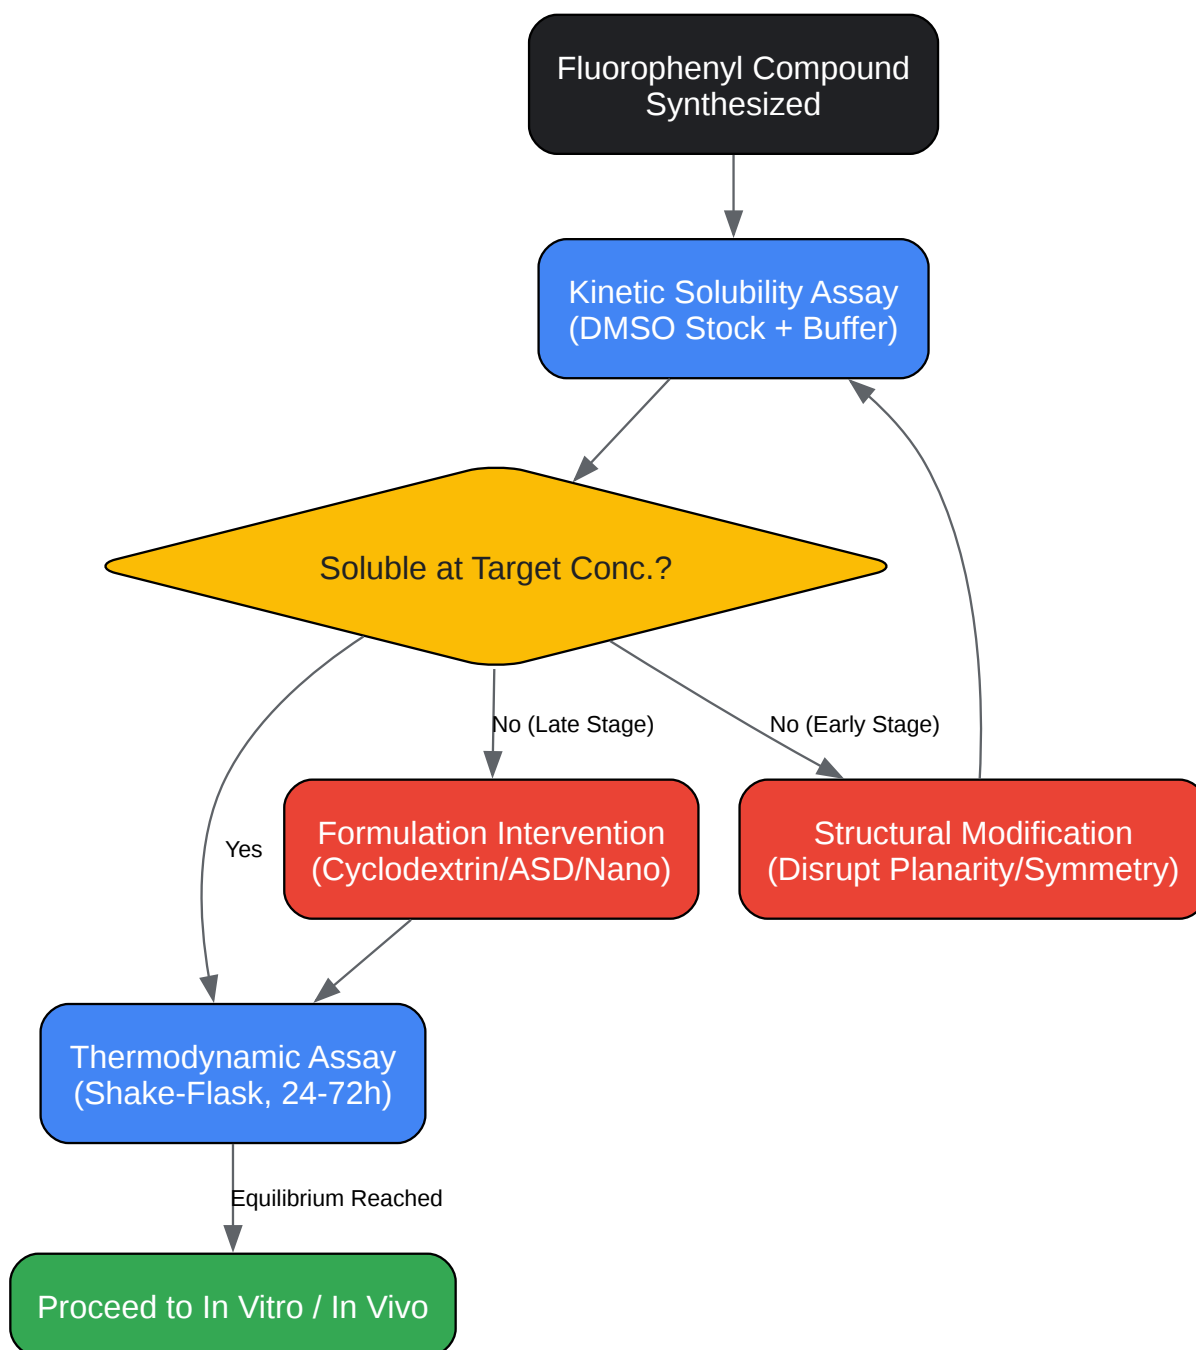 Fluorophenyl Compound
Synthesized
Kinetic Solubility Assay
(DMSO Stock + Buffer)
Soluble at Target Conc.?
No (Late Stage)
No (Early Stage)
Formulation Intervention
(Cyclodextrin/ASD/Nano)
Structural Modification
(Disrupt Planarity/Symmetry)
Yes
Thermodynamic Assay
(Shake-Flask, 24-72h)
Equilibrium Reached
Proceed to In Vitro / In Vivo